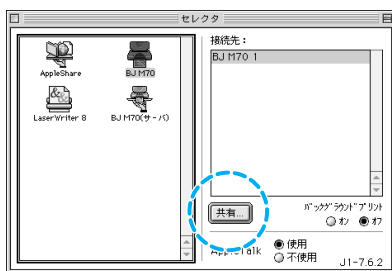 セレクタ
接続先：
AppleShare
BJ M70
LaserWriter 8
BJ M70(サーバ)
BJ M70 1
共有...
バックグラウンドプリント
オン
オフ
AppleTalk
使用
不使用
J1-7.6.2